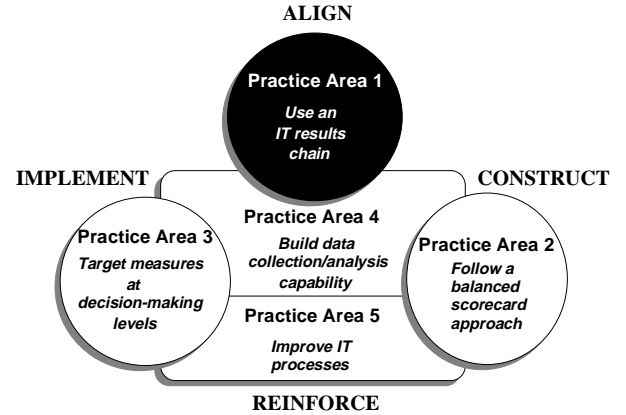 ALIGN
Practice Area 1
Use an
IT results
chain
IMPLEMENT
CONSTRUCT
Practice Area 4
Build data
collection/analysis
capability
Practice Area 3
Target measures
at
decision-making
levels
Practice Area 2
Follow a
balanced
scorecard
approach
Practice Area 5
Improve IT
processes
REINFORCE